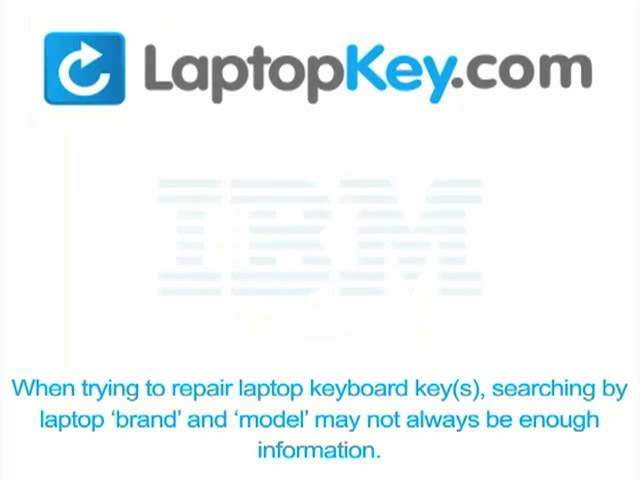 LaptopKey.com
IBM
When trying to repair laptop keyboard key(s), searching by
laptop ‘brand’ and ‘model’ may not always be enough
information.